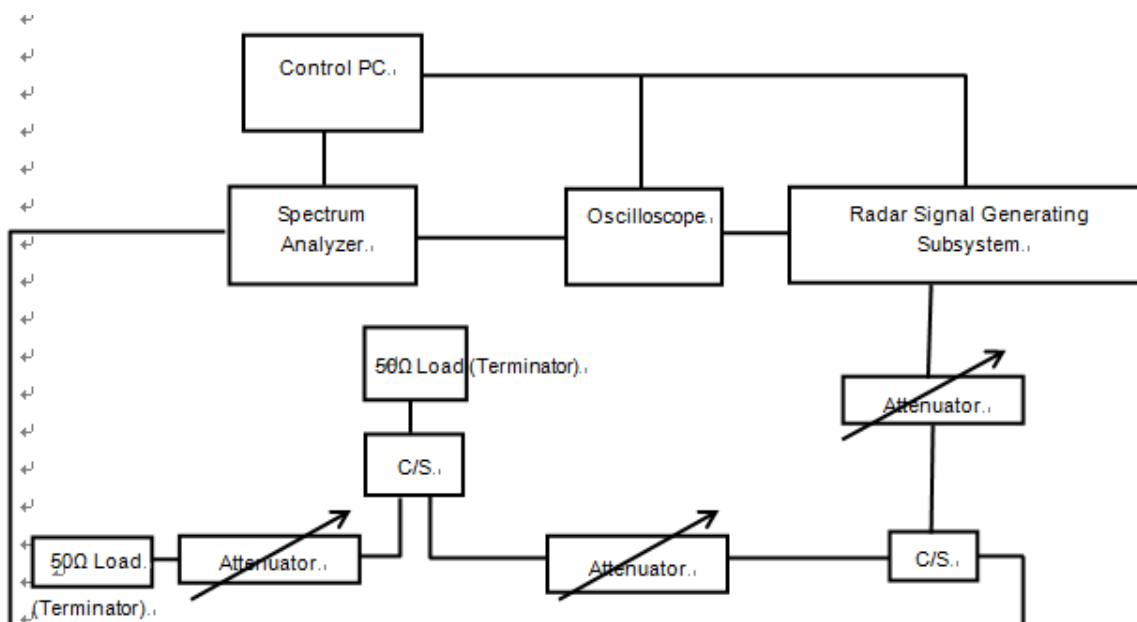 Control PC.
Spectrum
Analyzer.
Oscilloscope.
Radar Signal Generating
Subsystem.
50Ω Load (Terminator).
Attenuator.
C/S.
50Ω Load.
(Terminator).
Attenuator.
Attenuator.
C/S.